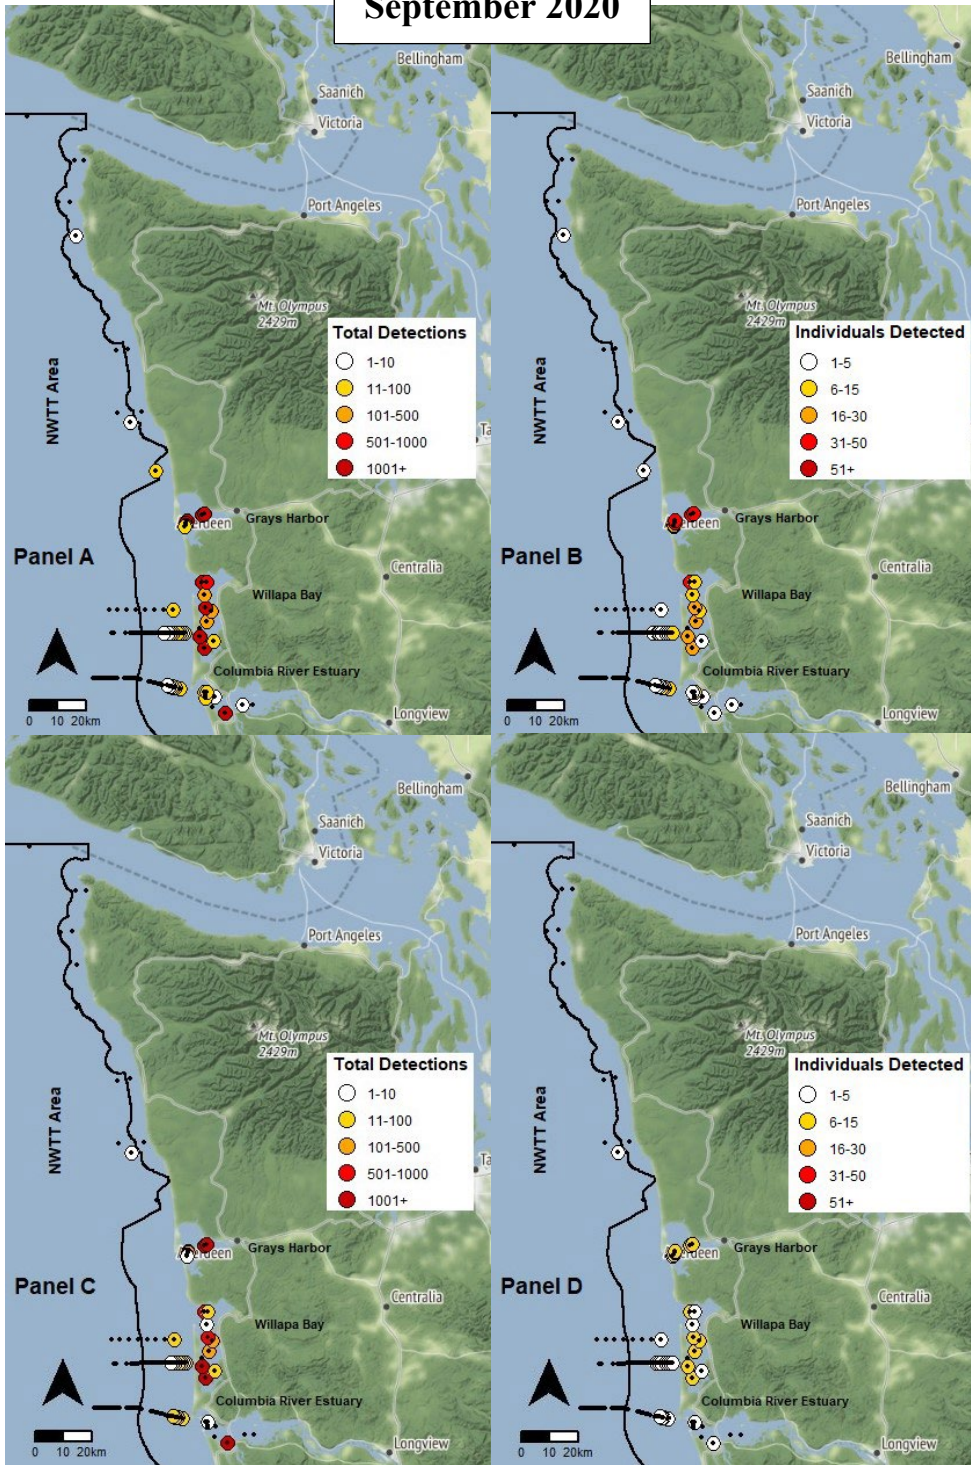 September 2020
Bellingham
Saanich
Victoria
Port Angeles
Mt. Olympus
2429m
Total Detections
1-10
11-100
101-500
501-1000
1001+
NWTT Area
Ta
Grays Harbor
Panel A
Centralia
Willapa Bay
Columbia River Estuary
0 10 20km
Longview
Bellingham
Saanich
Victoria
Port Angeles
Mt. Olympus
2429m
Individuals Detected
1-5
6-15
16-30
31-50
51+
NWTT Area
Grays Harbor
Panel B
Centralia
Willapa Bay
Columbia River Estuary
0 10 20km
Longview
Bellingham
Saanich
Victoria
Port Angeles
Mt. Olympus
2429m
Total Detections
1-10
11-100
101-500
501-1000
1001+
NWTT Area
Ta
Grays Harbor
Panel C
Centralia
Willapa Bay
Columbia River Estuary
0 10 20km
Longview
Bellingham
Saanich
Victoria
Port Angeles
Mt. Olympus
2429m
Individuals Detected
1-5
6-15
16-30
31-50
51+
NWTT Area
Grays Harbor
Panel D
Centralia
Willapa Bay
Columbia River Estuary
0 10 20km
Longview